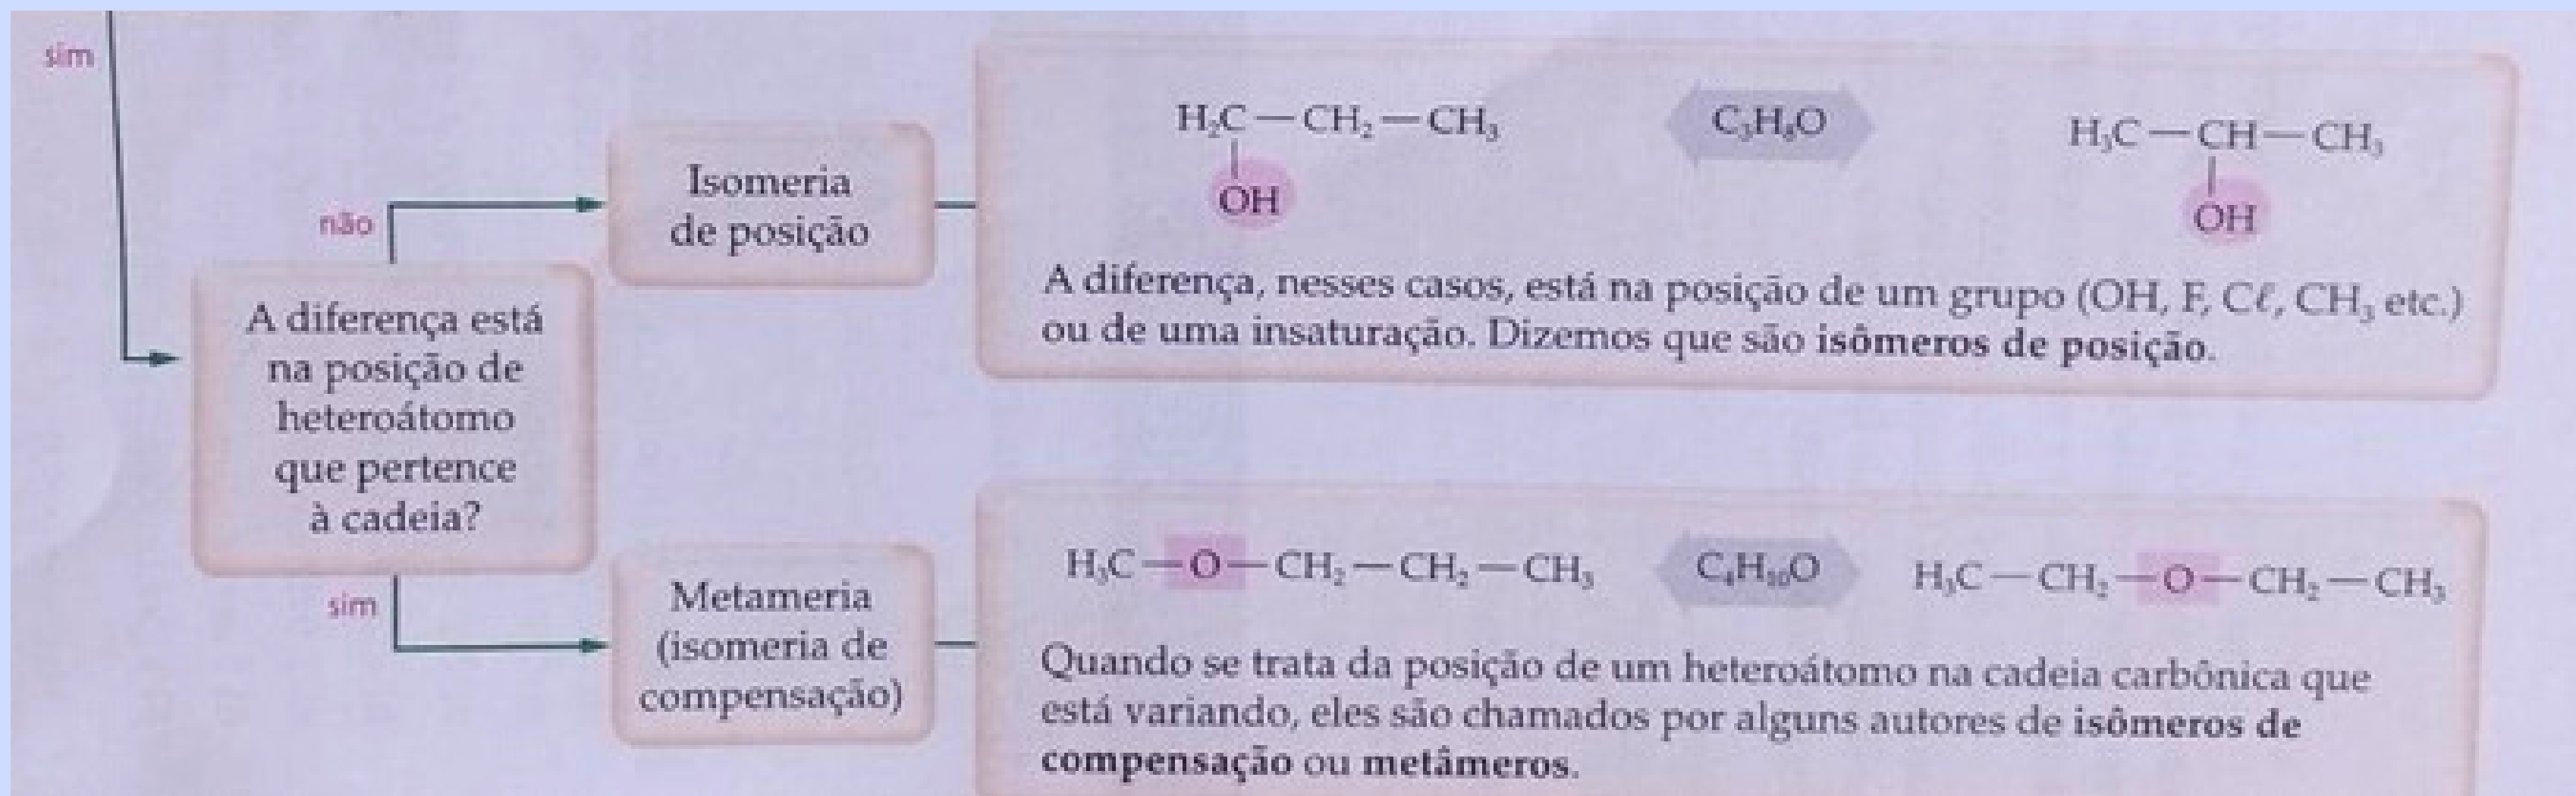 sim
não
Isomeria
de posição
H₂C—CH₂—CH₃
OH
C₃H₈O
H₃C—CH—CH₃
OH
A diferença, nesses casos, está na posição de um grupo (OH, F, Cℓ, CH₃ etc.)
ou de uma insaturação. Dizemos que são isômeros de posição.
A diferença está
na posição de
heteroátomo
que pertence
à cadeia?
sim
Metameria
(isomeria de
compensação)
H₃C—O—CH₂—CH₂—CH₃
C₄H₁₀O
H₃C—CH₂—O—CH₂—CH₃
Quando se trata da posição de um heteroátomo na cadeia carbônica que
está variando, eles são chamados por alguns autores de isômeros de
compensação ou metâmeros.